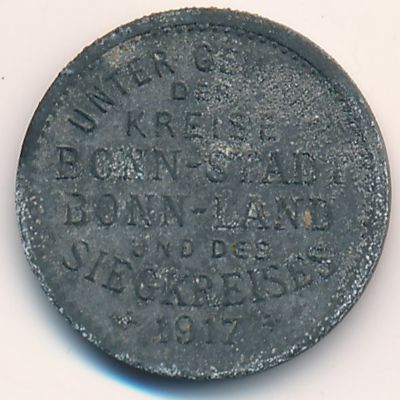 UNTER
DER
KREISE
BONN-STADT
BONN-LAND
UND DES
SIEGKREISES
* 1917 *